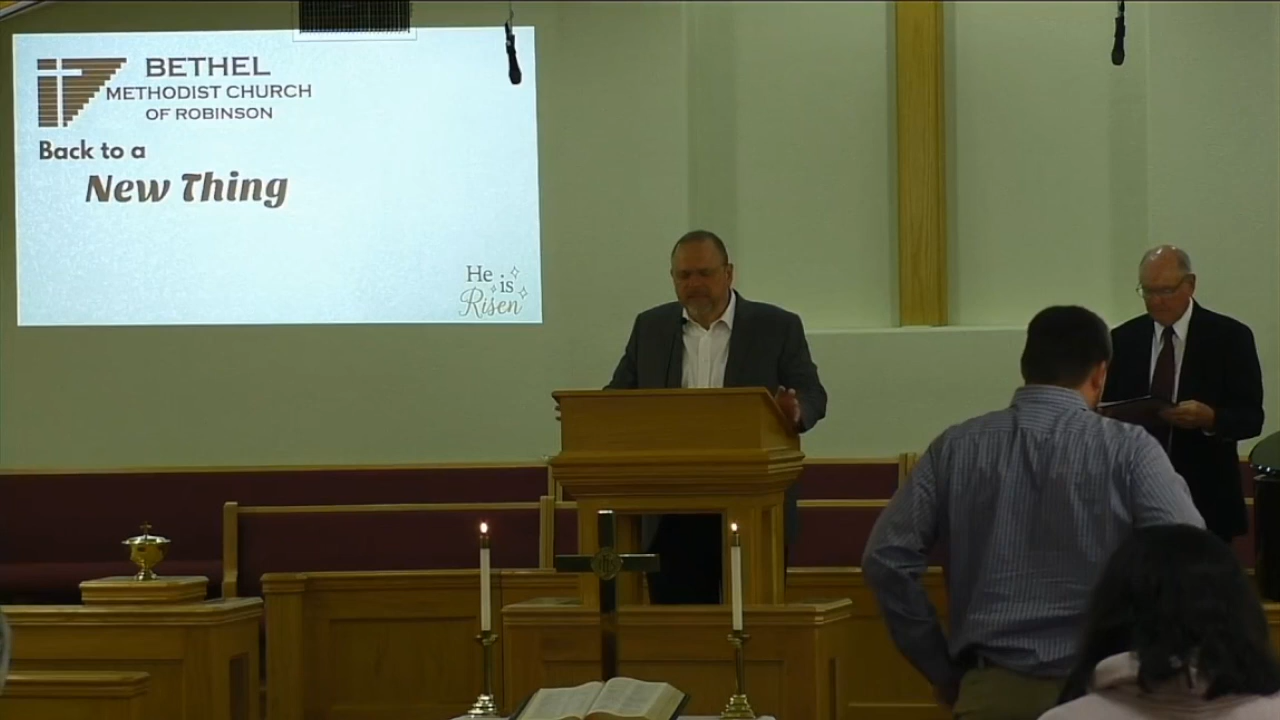 BETHEL
METHODIST CHURCH
OF ROBINSON
Back to a
New Thing
He
is
Risen